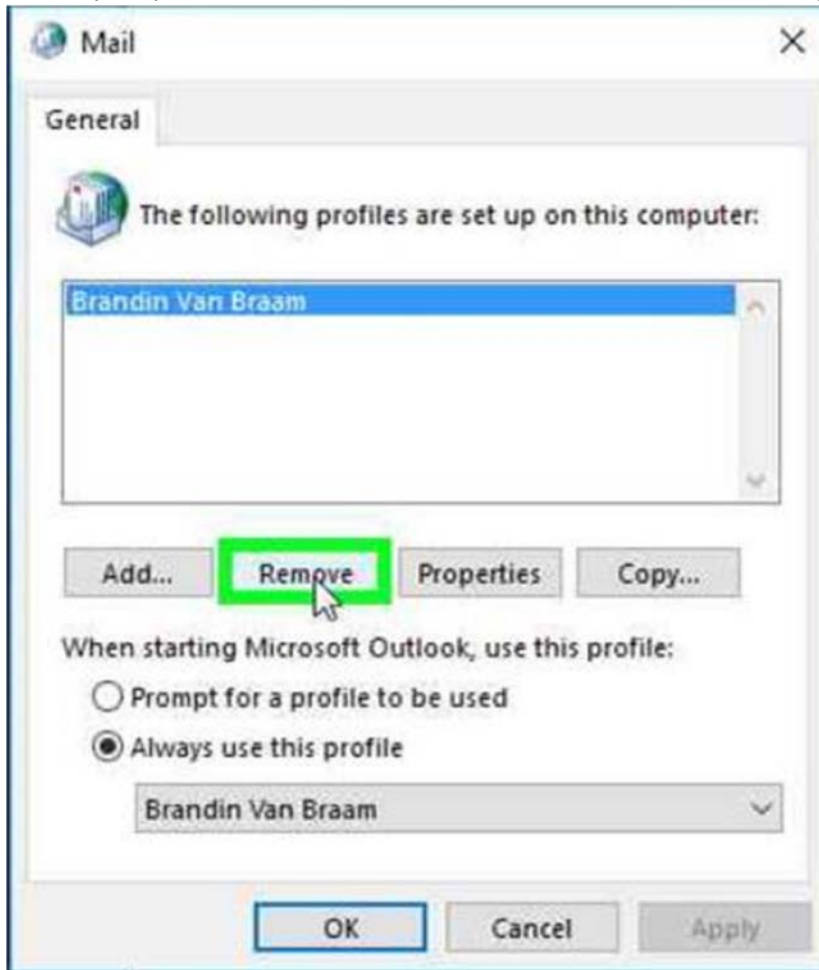 Mail
General
The following profiles are set up on this computer:
Brandin Van Braam
Add... Remove Properties Copy...
When starting Microsoft Outlook, use this profile:
Prompt for a profile to be used
Always use this profile
Brandin Van Braam
OK Cancel Apply